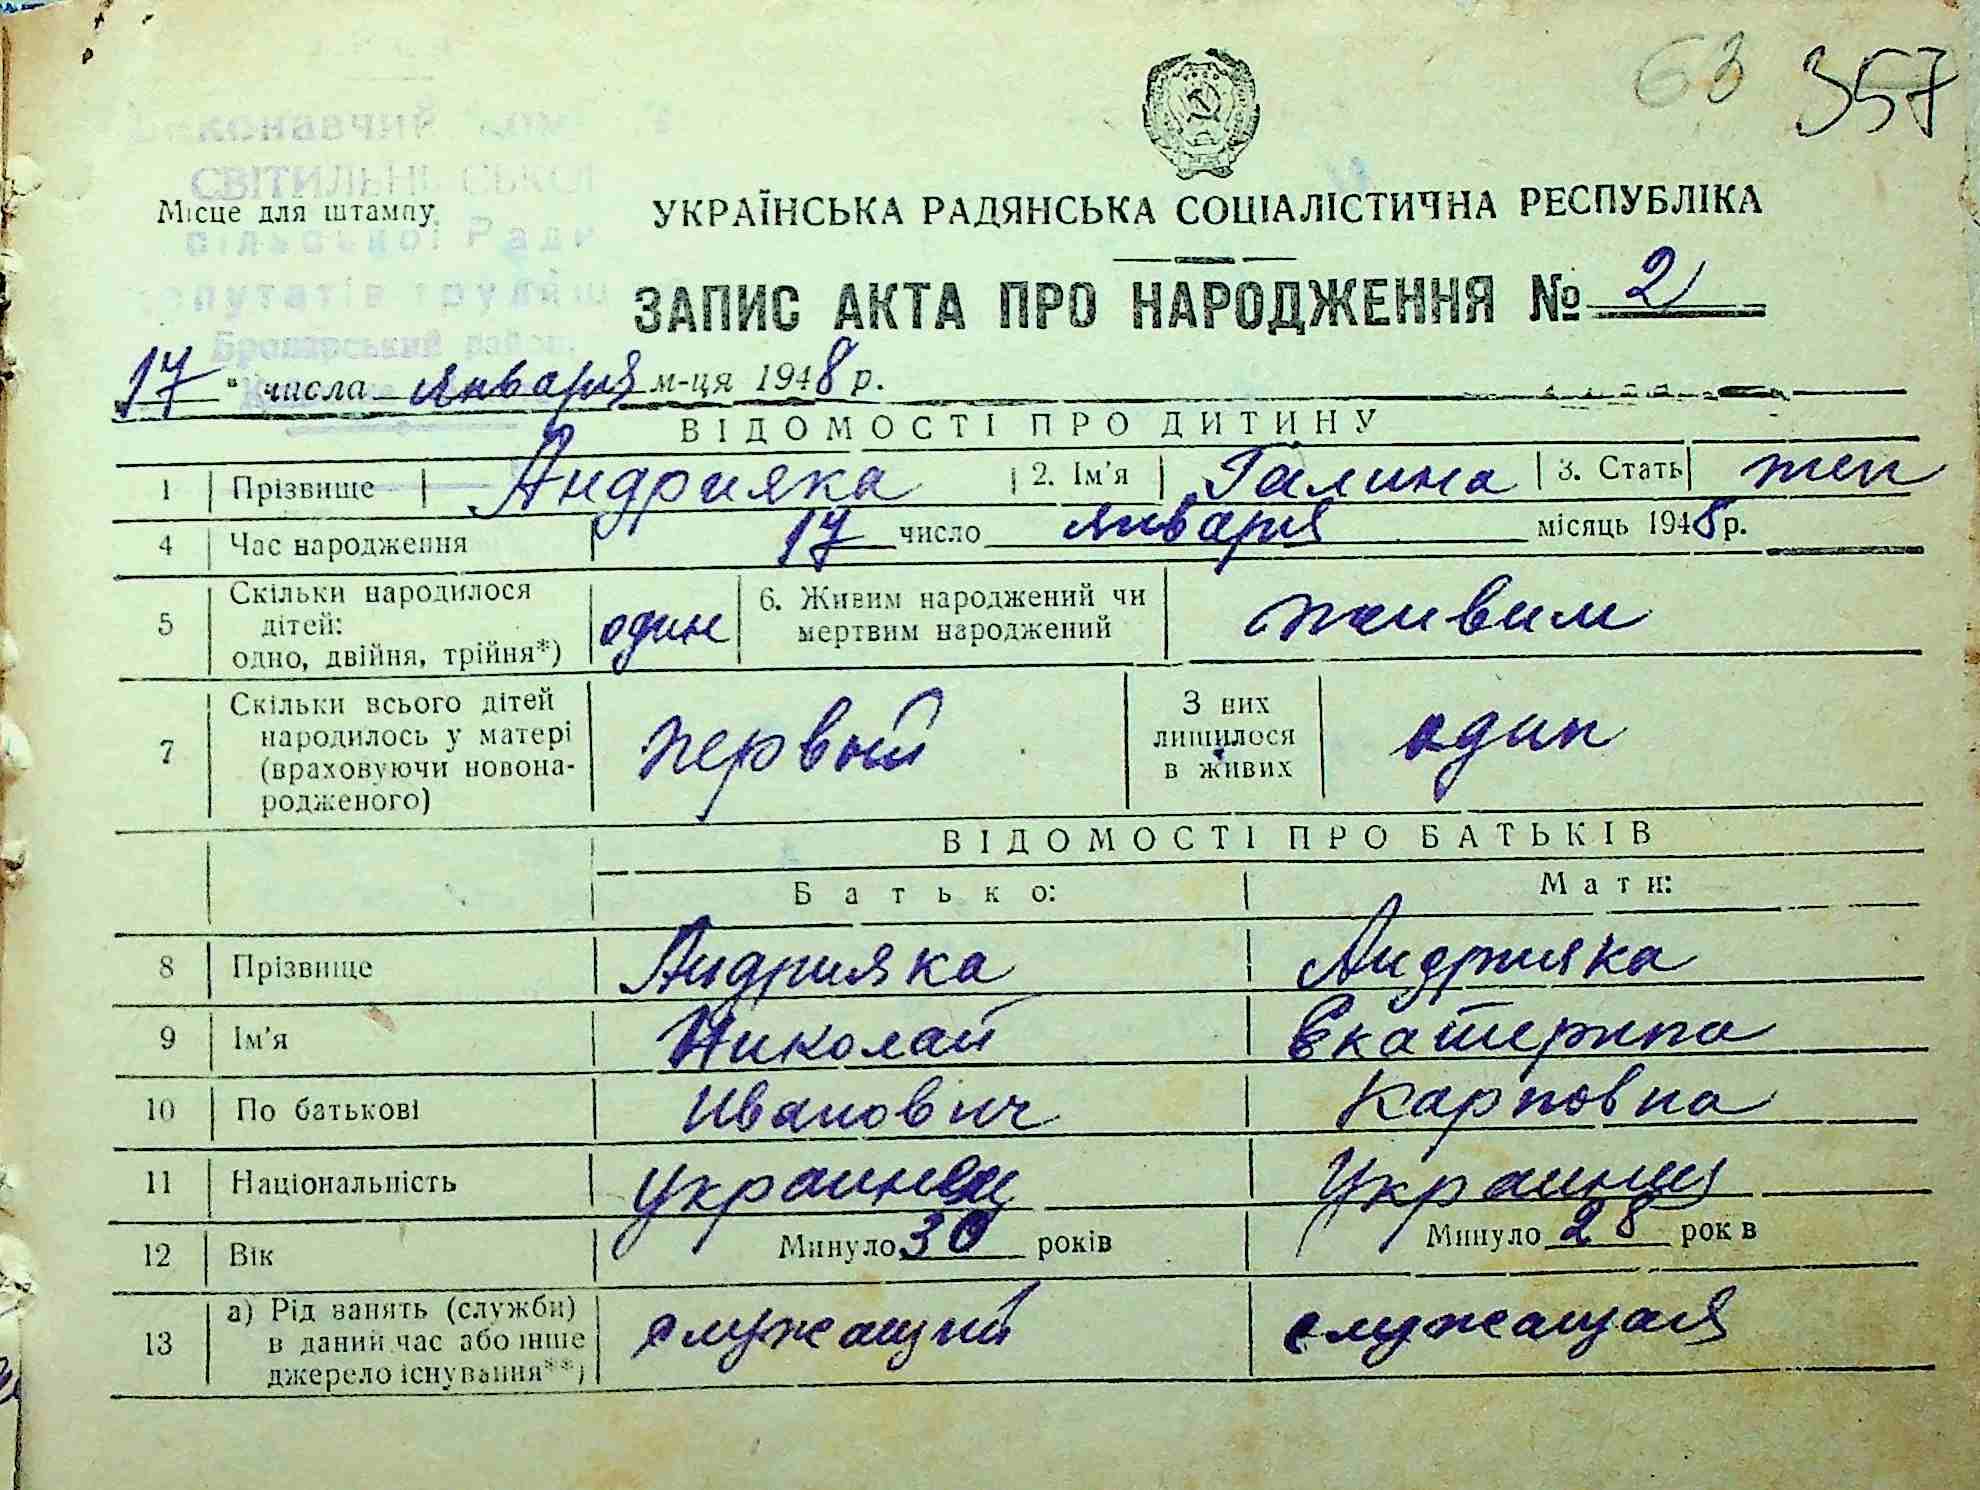 63 357
Виконавчий
СВІТИЛЬНІВСЬКОЇ
Місце для штампу
сільської Ради
депутатів трудящ
Броварський район
УКРАЇНСЬКА РАДЯНСЬКА СОЦІАЛІСТИЧНА РЕСПУБЛІКА
ЗАПИС АКТА ПРО НАРОДЖЕННЯ № 2
17 " числа января м-ця 1948 р.
ВІДОМОСТІ ПРО ДИТИНУ
1 Прізвище Андрияка 2. Ім'я Галина 3. Стать жен
4 Час народження 17 число января місяць 1948 р.
5 Скільки народилося дітей: одно, двійня, трійня*) один 6. Живим народжений чи мертвим народжений живим
7 Скільки всього дітей народилось у матері (враховуючи новонародженого) первый З них лишилося в живих один
ВІДОМОСТІ ПРО БАТЬКІВ
Батько: Мати:
8 Прізвище Андрияка Андрияка
9 Ім'я Николай Екатерина
10 По батькові Иванович Карповна
11 Національність украинец Украинц
12 Вік Минуло 30 років Минуло 28 рок в
13 а) Рід занять (служби) в даний час або інше джерело існування**) служащий служащая